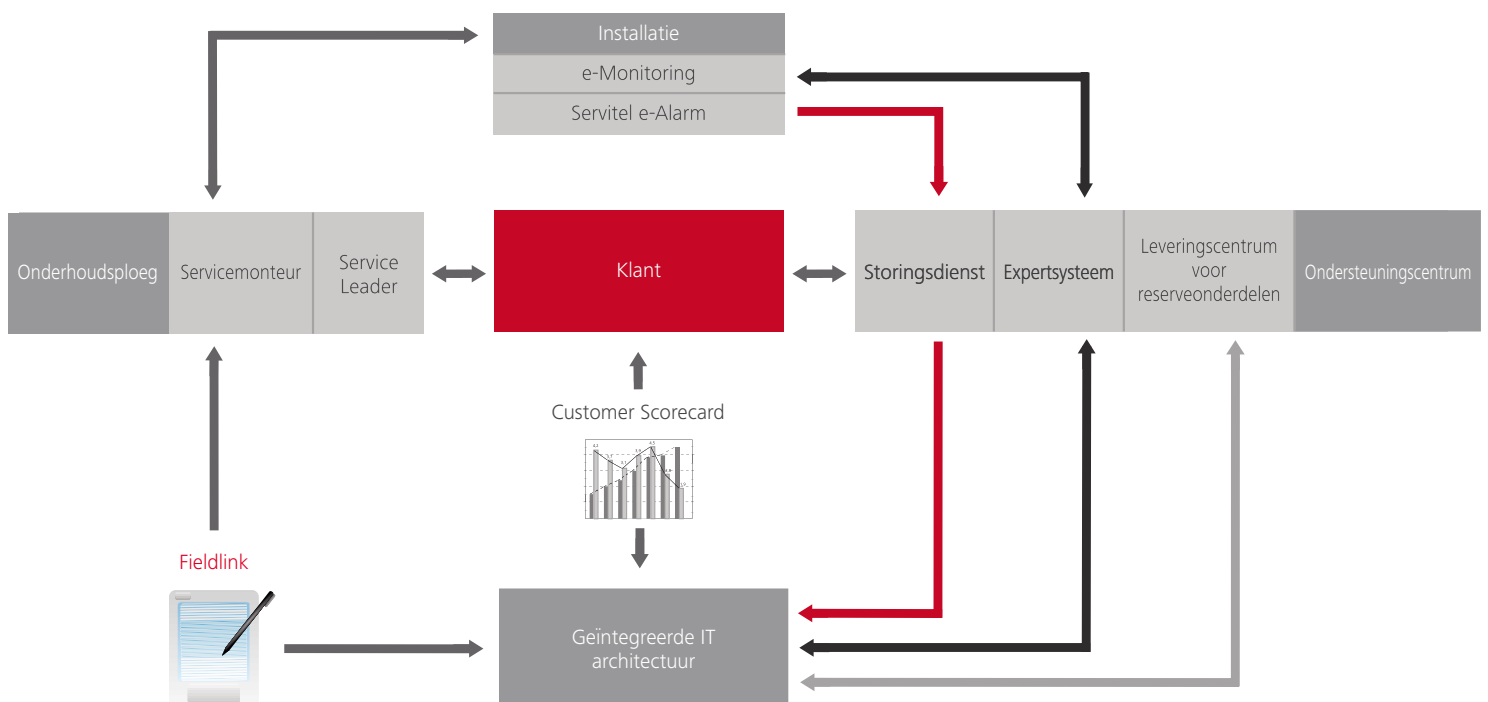 Installatie
e-Monitoring
Servitel e-Alarm
Onderhoudsploeg
Servicemonteur
Service
Leader
Klant
Storingsdienst
Expertsysteem
Leveringscentrum
voor
reserveonderdelen
Ondersteuningscentrum
Customer Scorecard
Fieldlink
Geïntegreerde IT
architectuur